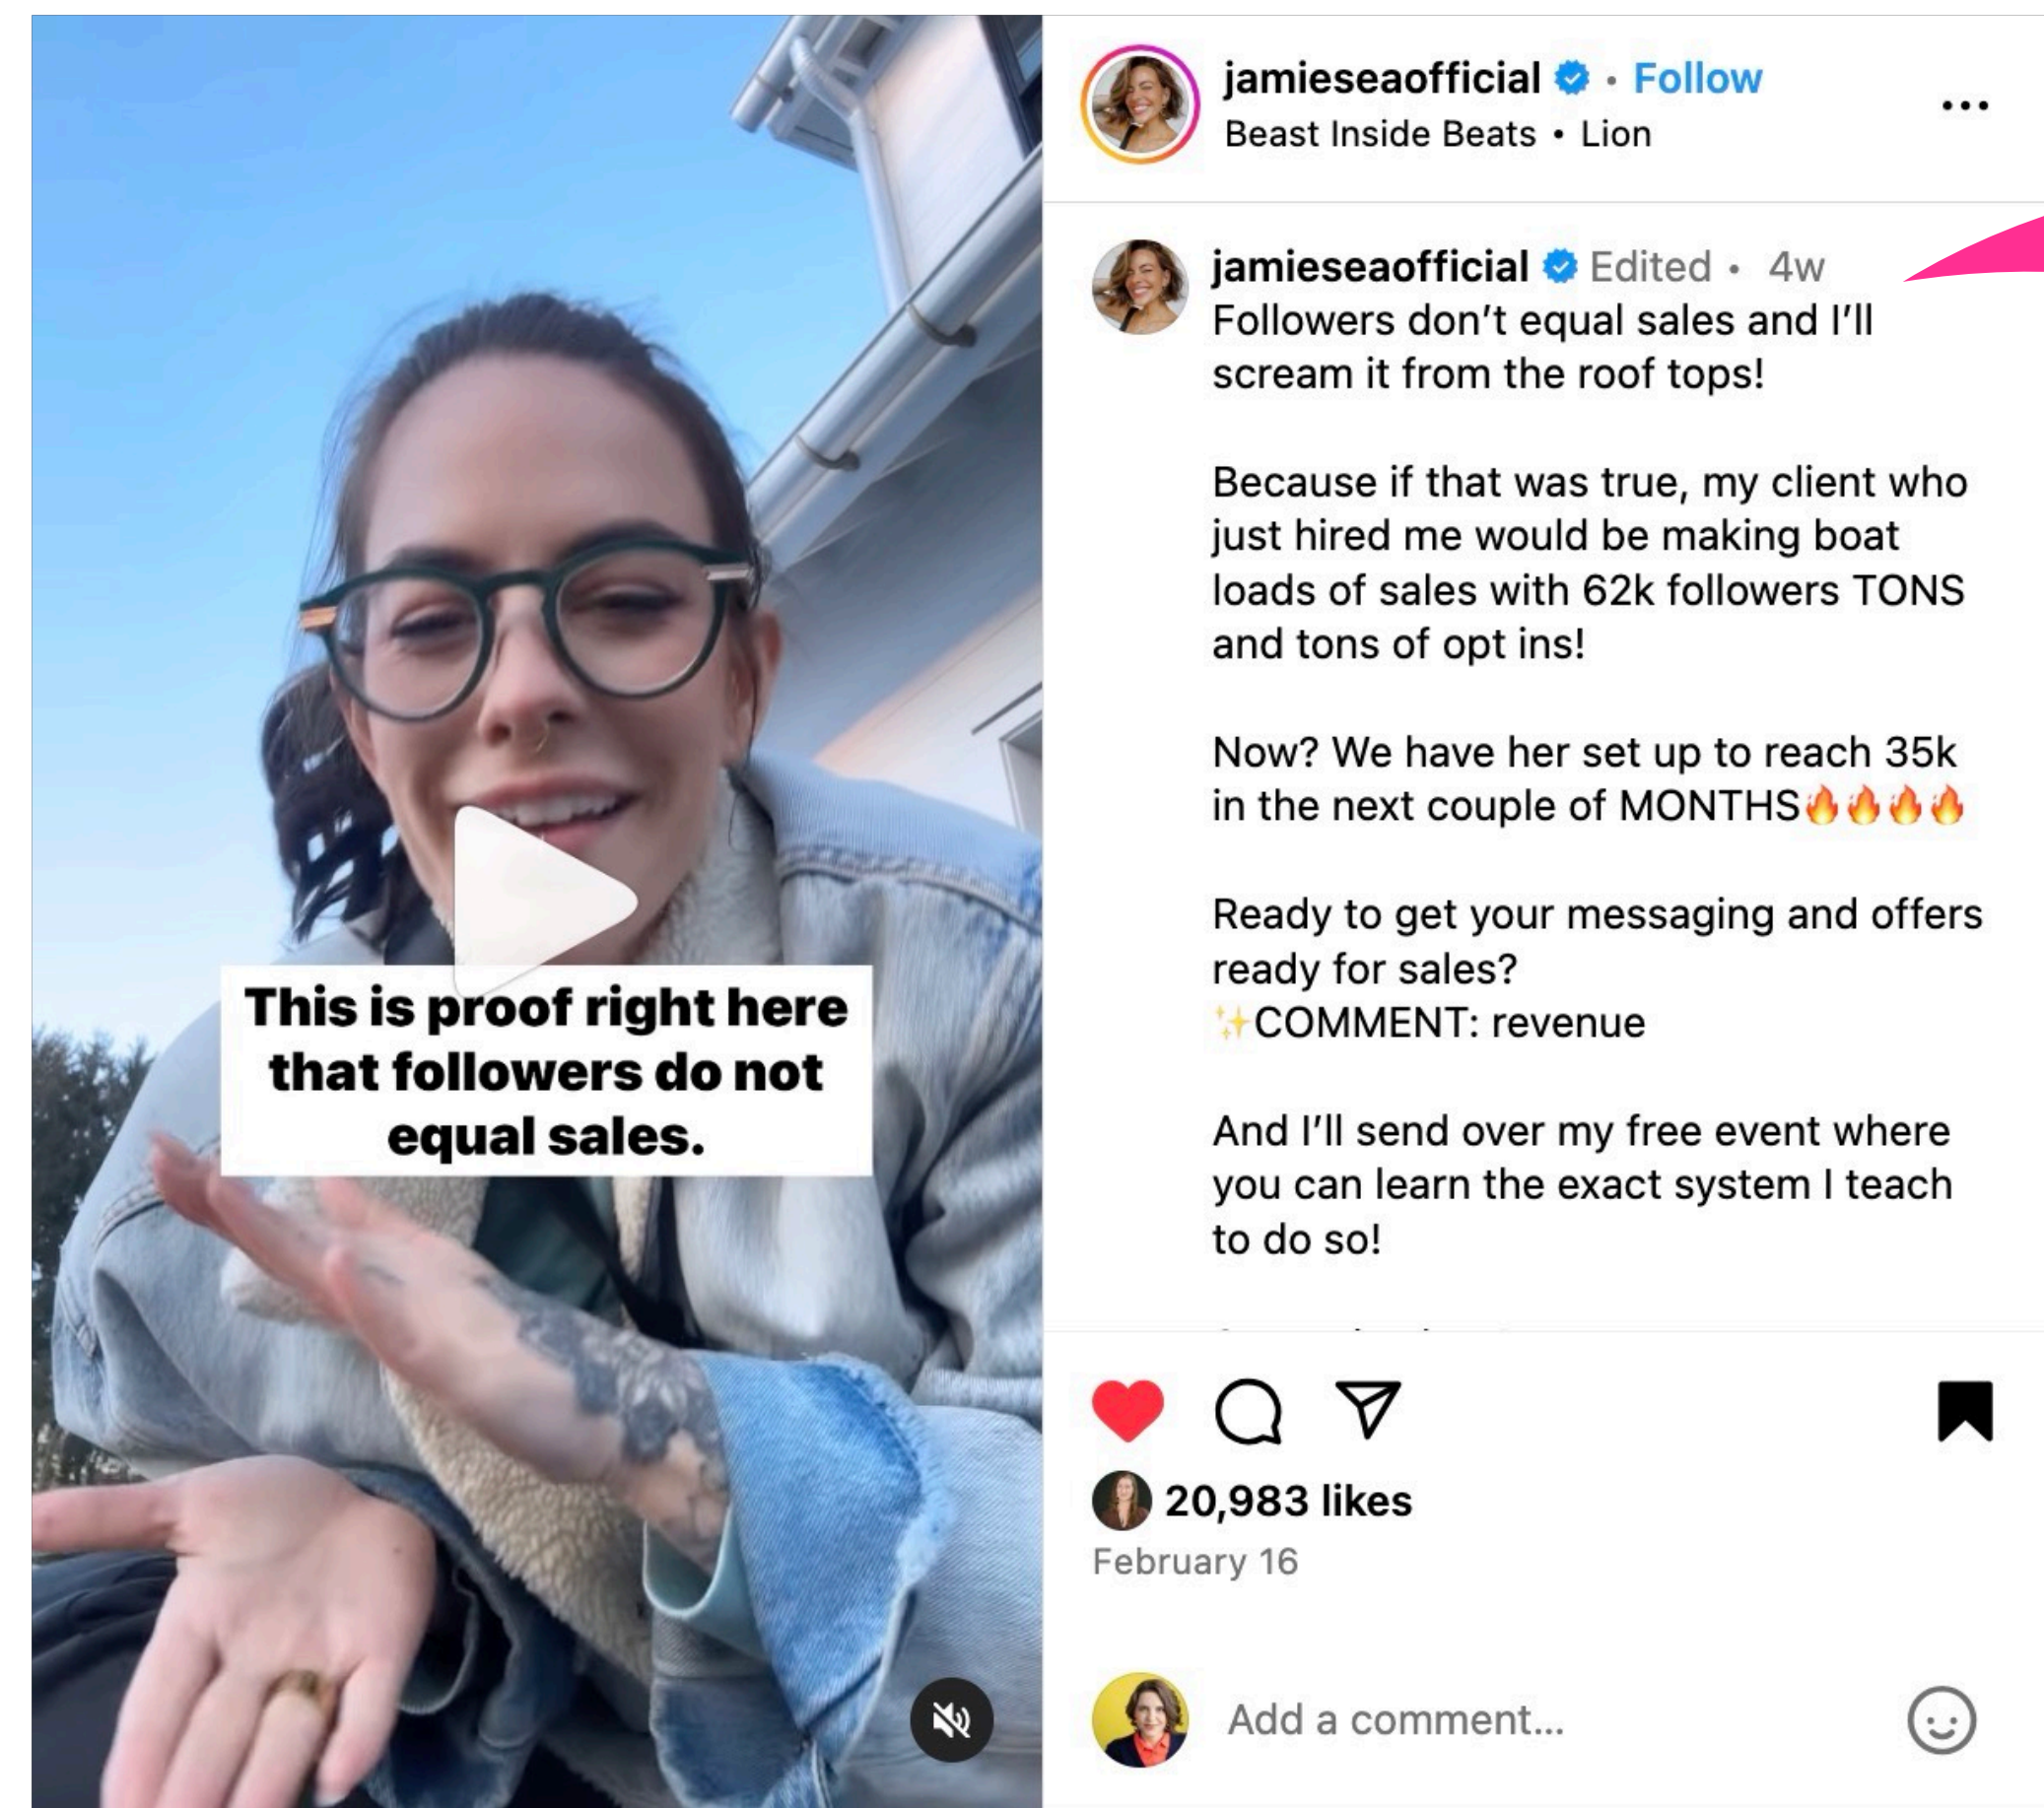 jamieseaofficial • Follow
Beast Inside Beats • Lion
jamieseaofficial Edited • 4w
Followers don’t equal sales and I’ll
scream it from the roof tops!
Because if that was true, my client who
just hired me would be making boat
loads of sales with 62k followers TONS
and tons of opt ins!
Now? We have her set up to reach 35k
in the next couple of MONTHS🔥🔥🔥🔥
Ready to get your messaging and offers
ready for sales?
✨COMMENT: revenue
And I’ll send over my free event where
you can learn the exact system I teach
to do so!
This is proof right here
that followers do not
equal sales.
20,983 likes
February 16
Add a comment...